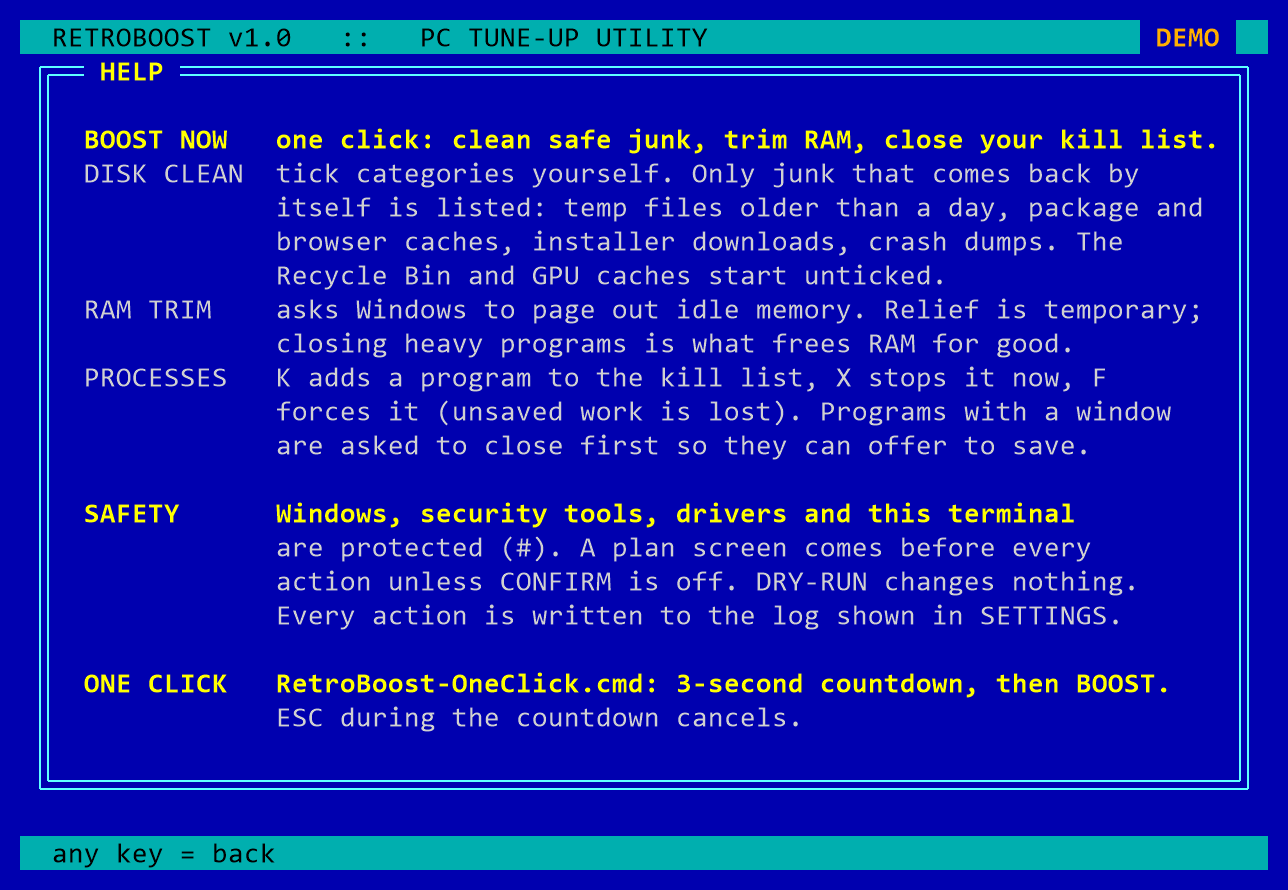 RETROBOOST v1.0 :: PC TUNE-UP UTILITY DEMO
HELP
BOOST NOW one click: clean safe junk, trim RAM, close your kill list.
DISK CLEAN tick categories yourself. Only junk that comes back by
itself is listed: temp files older than a day, package and
browser caches, installer downloads, crash dumps. The
Recycle Bin and GPU caches start unticked.
RAM TRIM asks Windows to page out idle memory. Relief is temporary;
closing heavy programs is what frees RAM for good.
PROCESSES K adds a program to the kill list, X stops it now, F
forces it (unsaved work is lost). Programs with a window
are asked to close first so they can offer to save.
SAFETY Windows, security tools, drivers and this terminal
are protected (#). A plan screen comes before every
action unless CONFIRM is off. DRY-RUN changes nothing.
Every action is written to the log shown in SETTINGS.
ONE CLICK RetroBoost-OneClick.cmd: 3-second countdown, then BOOST.
ESC during the countdown cancels.
any key = back